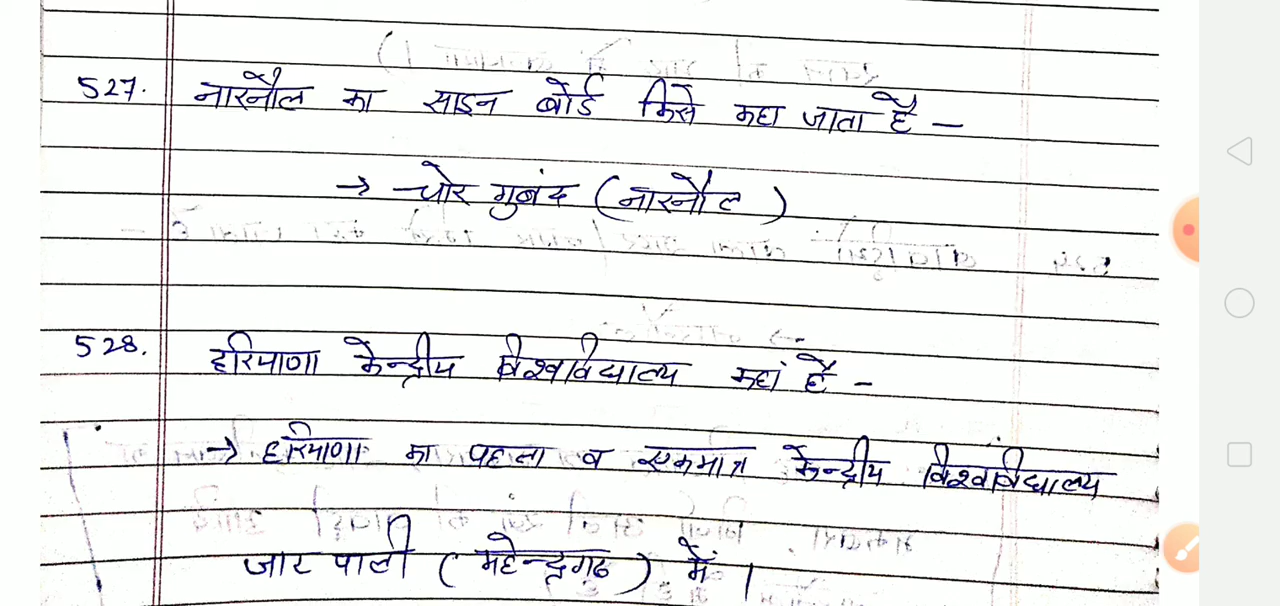 527. नारनौल का साइन बोर्ड किसे कहा जाता है –
→ चोर गुबंद (नारनौल)
528. हरियाणा केन्द्रीय विश्वविद्यालय कहां है –
→ हरियाणा का पहला व एकमात्र केन्द्रीय विश्वविद्यालय
जाट पाली (महेन्द्रगढ) में।